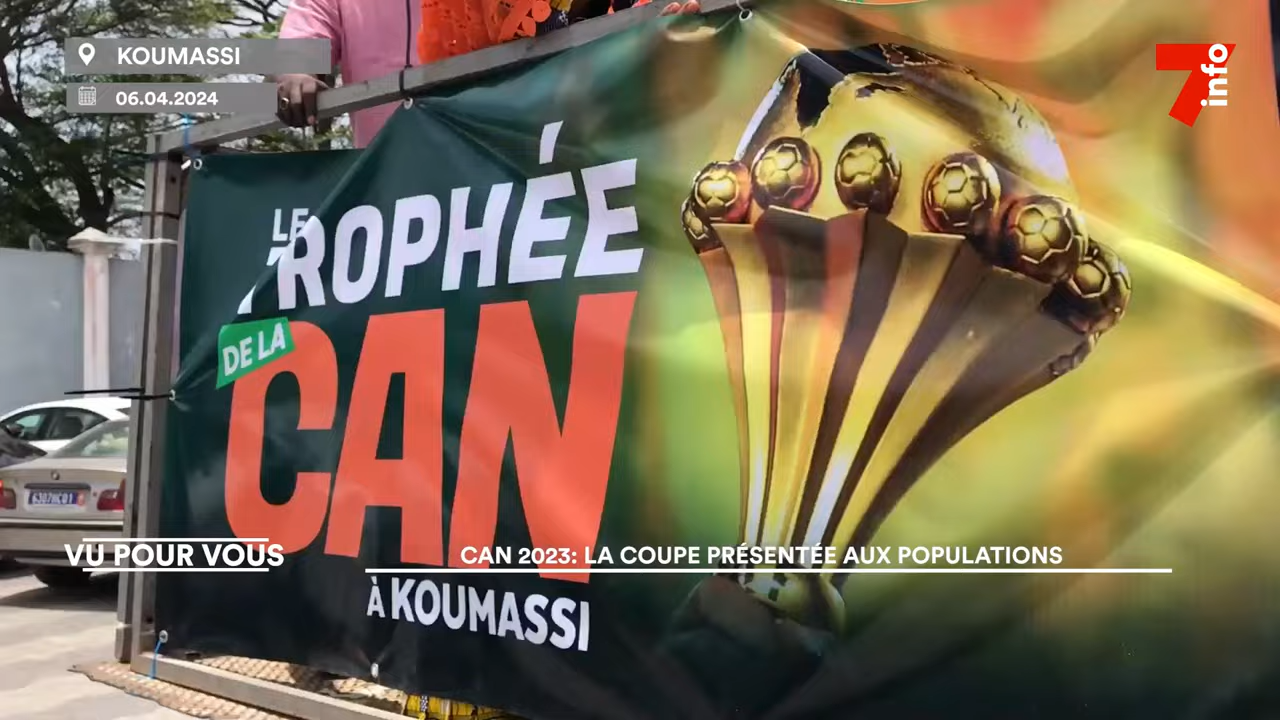 KOUMASSI
06.04.2024
7info
LE
TROPHÉE
DE LA
CAN
À KOUMASSI
6307HC01
VU POUR VOUS
CAN 2023: LA COUPE PRÉSENTÉE AUX POPULATIONS